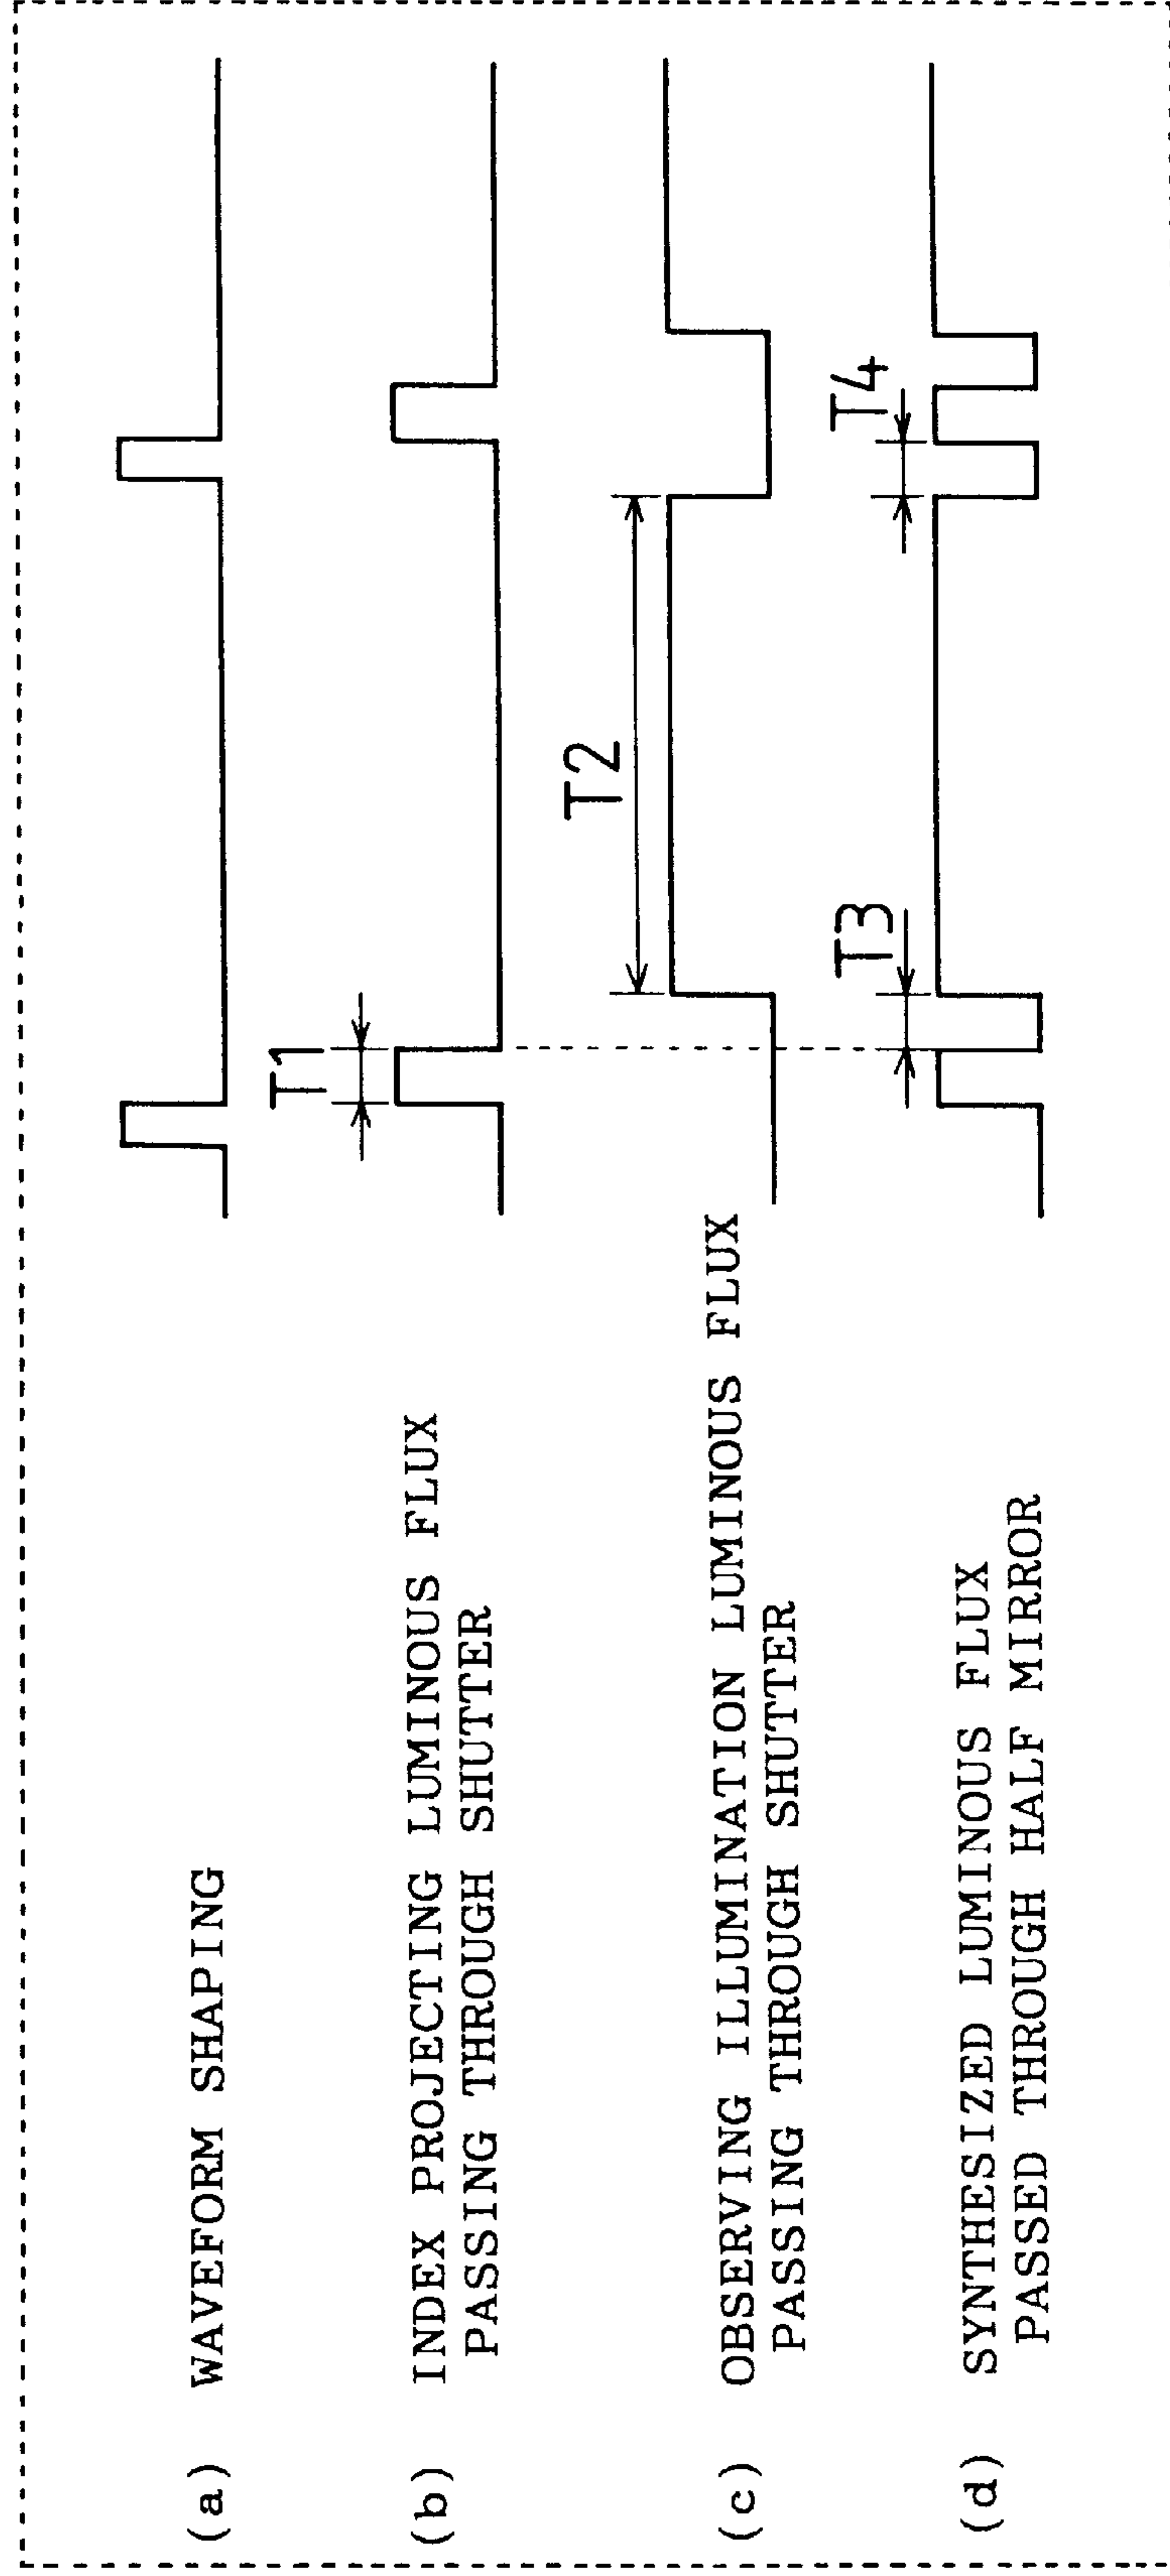 (a) WAVEFORM SHAPING
(b) INDEX PROJECTING LUMINOUS FLUX
PASSING THROUGH SHUTTER
T1
(c) OBSERVING ILLUMINATION LUMINOUS FLUX
PASSING THROUGH SHUTTER
T2
(d) SYNTHESIZED LUMINOUS FLUX
PASSED THROUGH HALF MIRROR
T3
T4